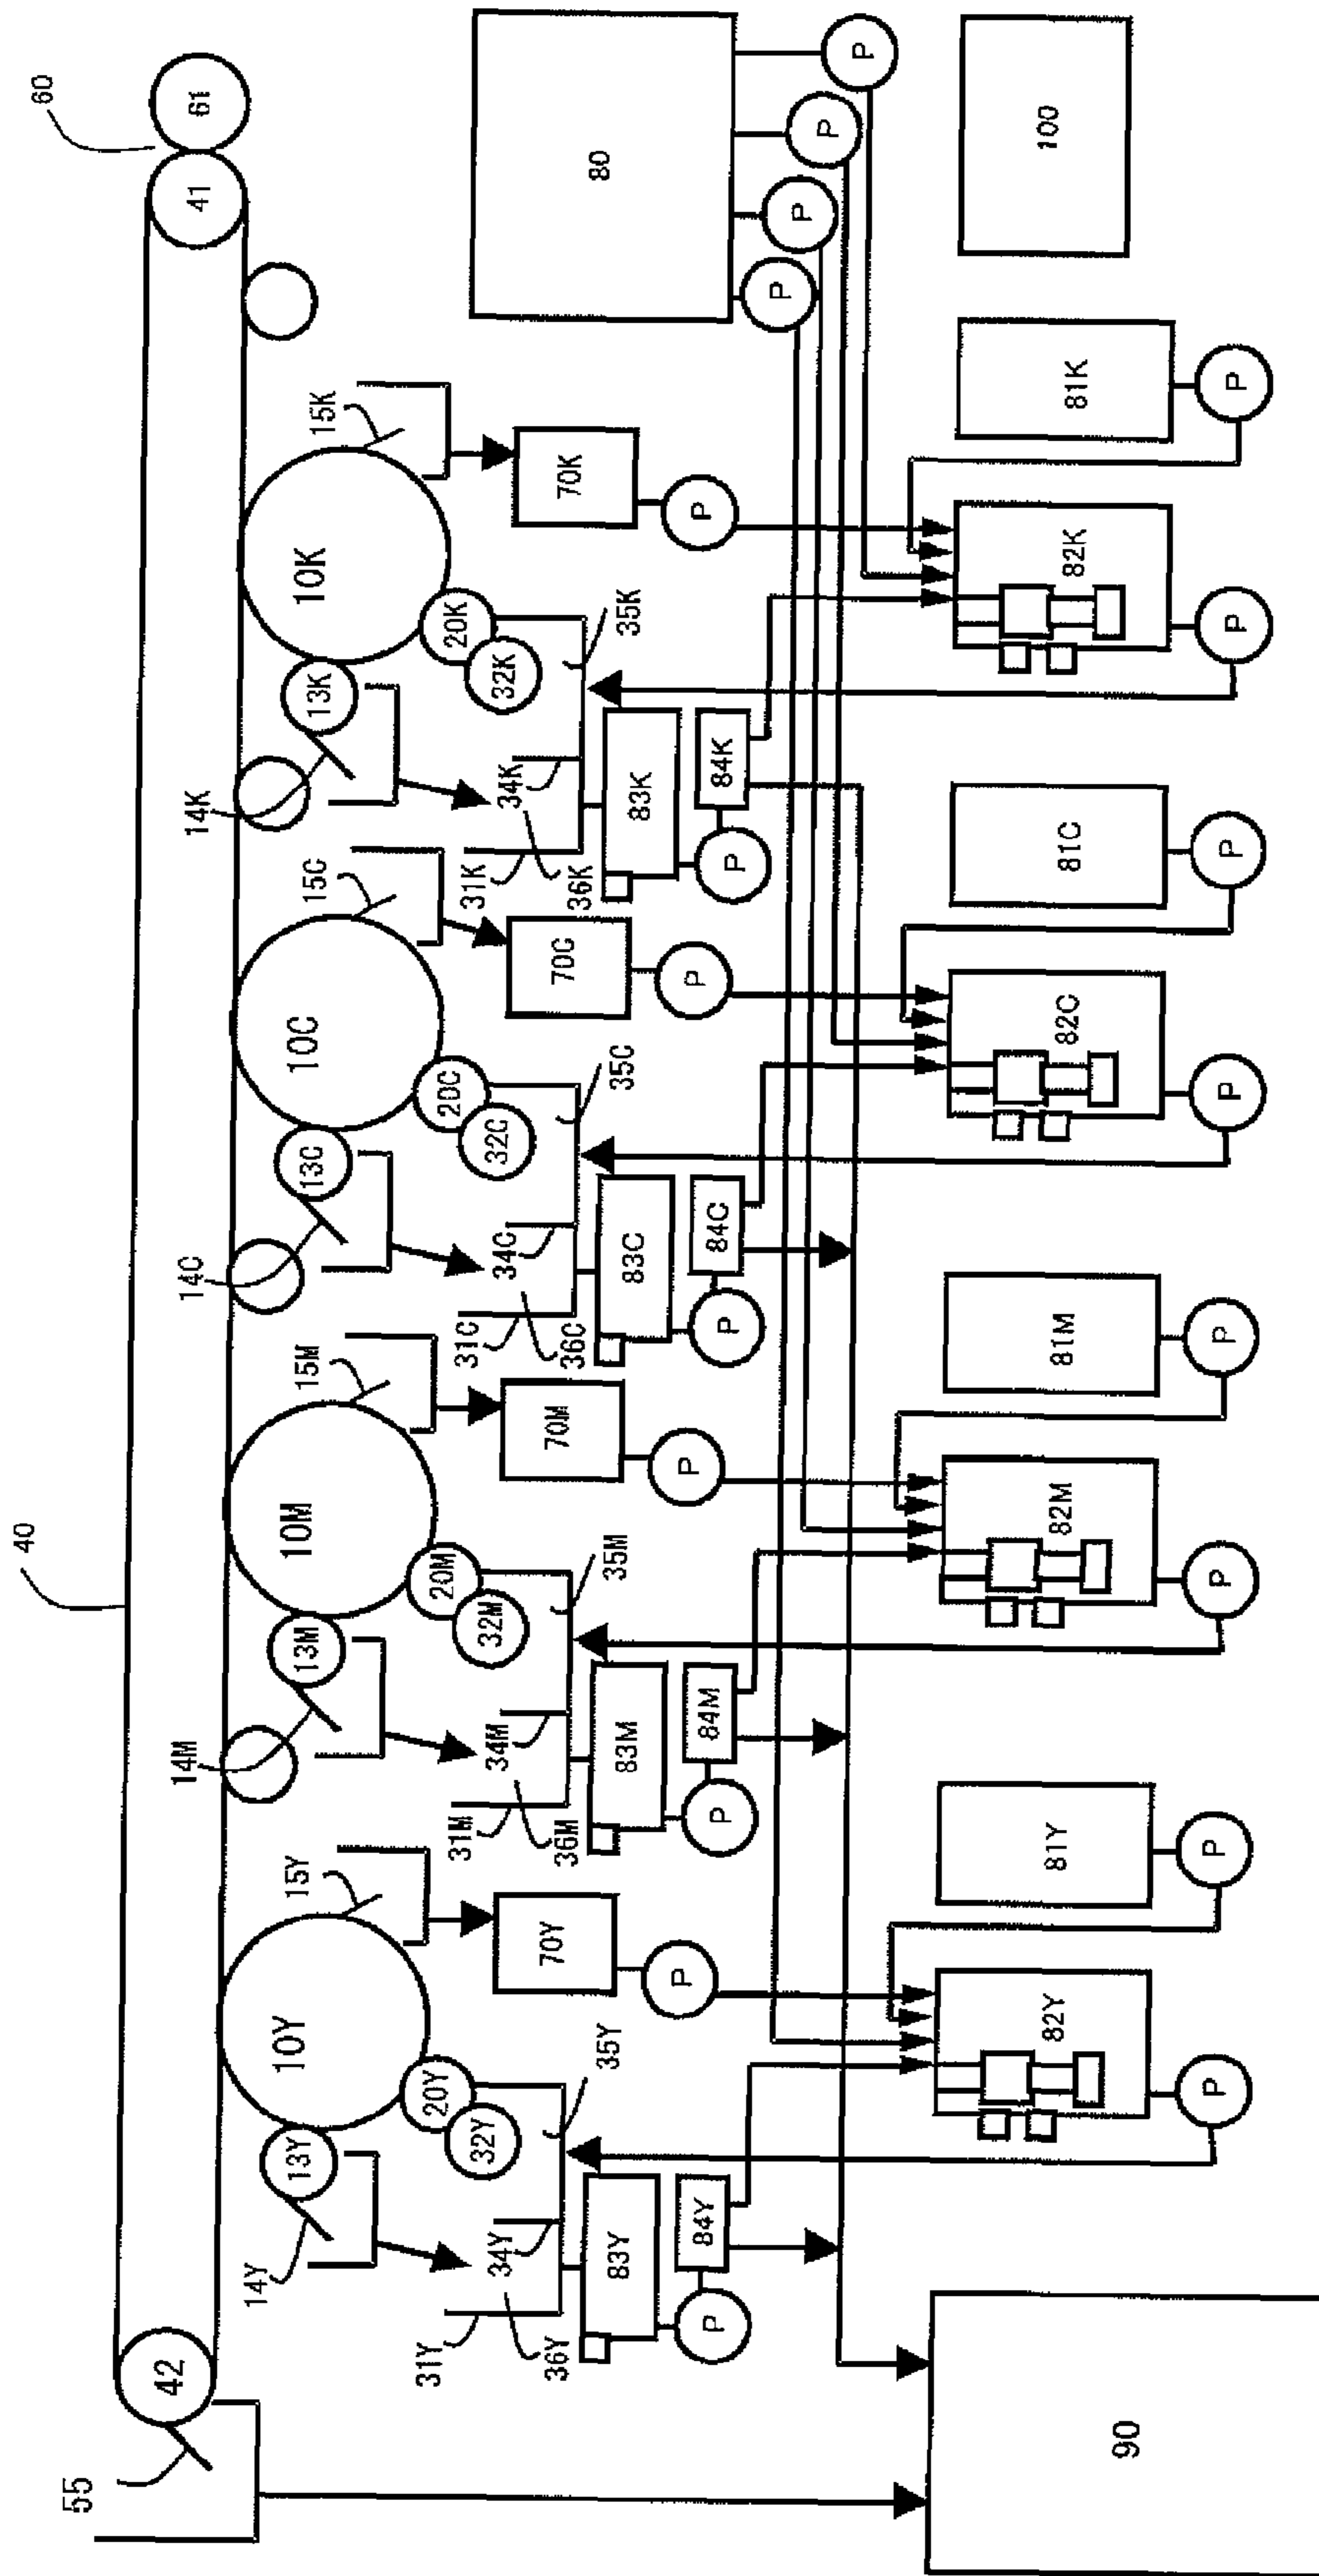 60
61
41
80
P
P
P
P
100
40
15K
10K
70K
P
20K
32K
35K
13K
14K
34K
31K
36K
83K
84K
P
81K
P
82K
P
15C
10C
70C
P
20C
32C
35C
13C
14C
34C
31C
36C
83C
84C
P
81C
P
82C
P
15M
10M
70M
P
20M
32M
35M
13M
14M
34M
31M
36M
83M
84M
P
81M
P
82M
P
15Y
10Y
70Y
P
20Y
32Y
35Y
13Y
14Y
34Y
31Y
36Y
83Y
84Y
P
81Y
P
82Y
P
42
55
90